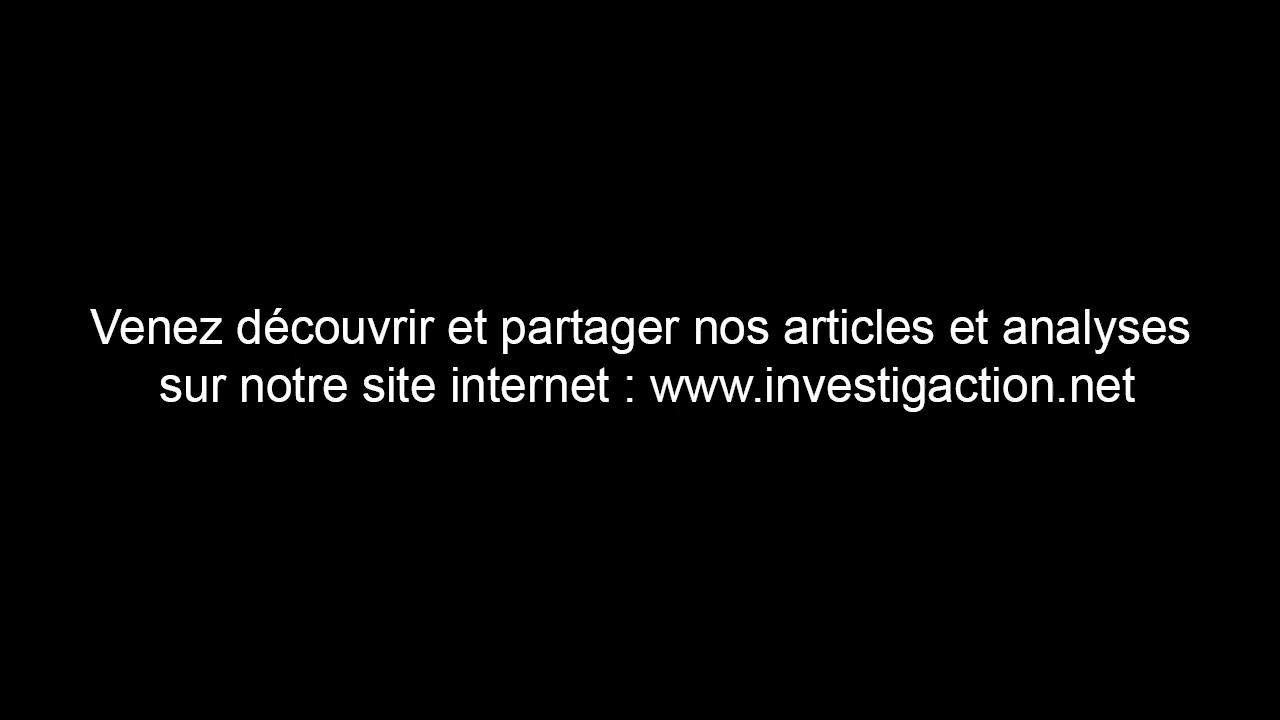 Venez découvrir et partager nos articles et analyses
sur notre site internet : www.investigaction.net